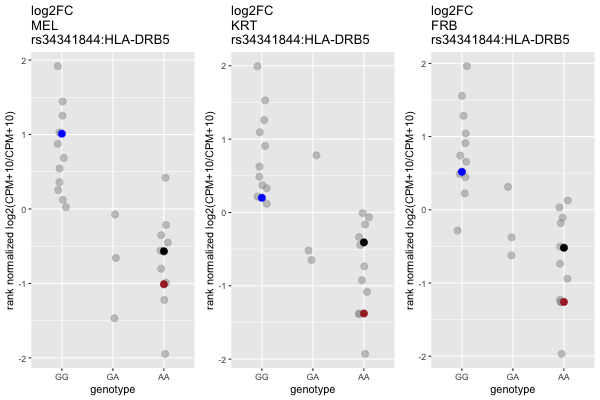 log2FC
MEL
rs34341844:HLA-DRB5
rank normalized log2(CPM+10/CPM+10)
2
1
0
-1
-2
GG
GA
AA
genotype
log2FC
KRT
rs34341844:HLA-DRB5
rank normalized log2(CPM+10/CPM+10)
2
1
0
-1
-2
GG
GA
AA
genotype
log2FC
FRB
rs34341844:HLA-DRB5
rank normalized log2(CPM+10/CPM+10)
2
1
0
-1
-2
GG
GA
AA
genotype